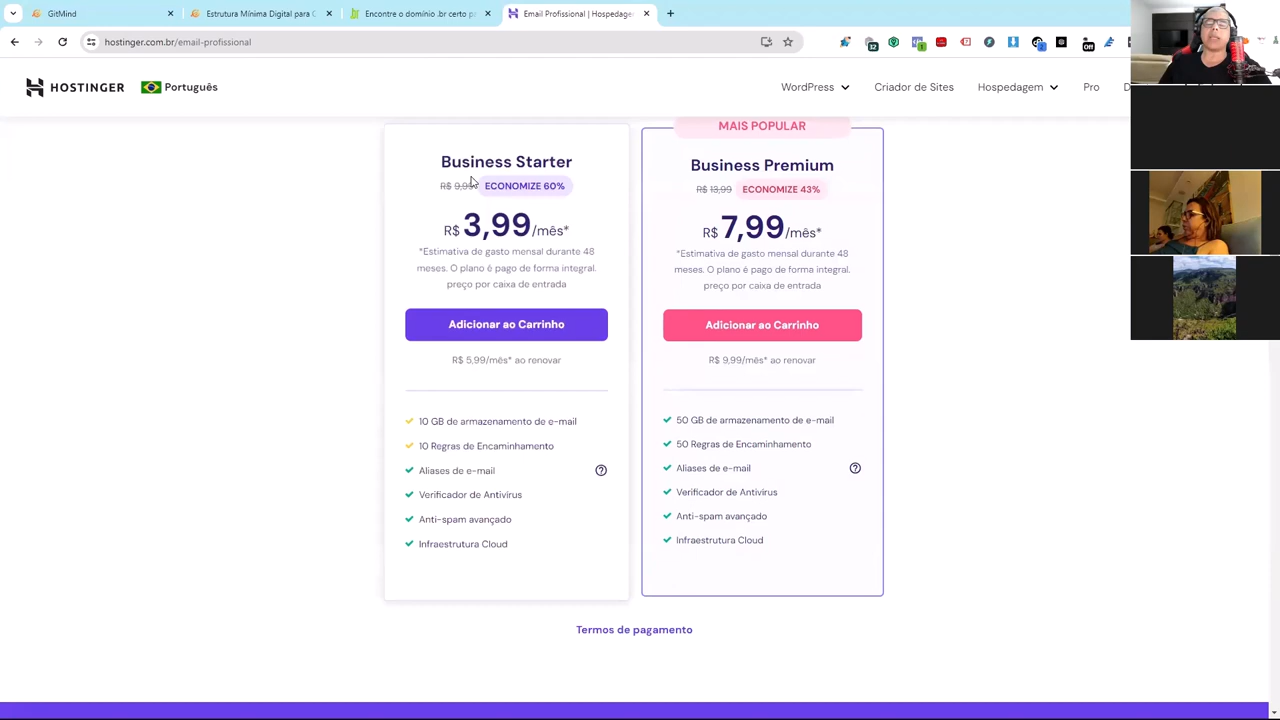 GitMind
Estrutura Mínima Digital para C
Encontre o domínio .br certo p
Email Profissional | Hospedage
hostinger.com.br/email-profissional
32
1
2
Off
HOSTINGER
Português
WordPress
Criador de Sites
Hospedagem
Pro
D
MAIS POPULAR
Business Starter
R$ 9,99 ECONOMIZE 60%
R$ 3,99/mês*
*Estimativa de gasto mensal durante 48
meses. O plano é pago de forma integral.
preço por caixa de entrada
Adicionar ao Carrinho
R$ 5,99/mês* ao renovar
10 GB de armazenamento de e-mail
10 Regras de Encaminhamento
Aliases de e-mail
Verificador de Antivírus
Anti-spam avançado
Infraestrutura Cloud
Business Premium
R$ 13,99 ECONOMIZE 43%
R$ 7,99/mês*
*Estimativa de gasto mensal durante 48
meses. O plano é pago de forma integral.
preço por caixa de entrada
Adicionar ao Carrinho
R$ 9,99/mês* ao renovar
50 GB de armazenamento de e-mail
50 Regras de Encaminhamento
Aliases de e-mail
Verificador de Antivírus
Anti-spam avançado
Infraestrutura Cloud
Termos de pagamento